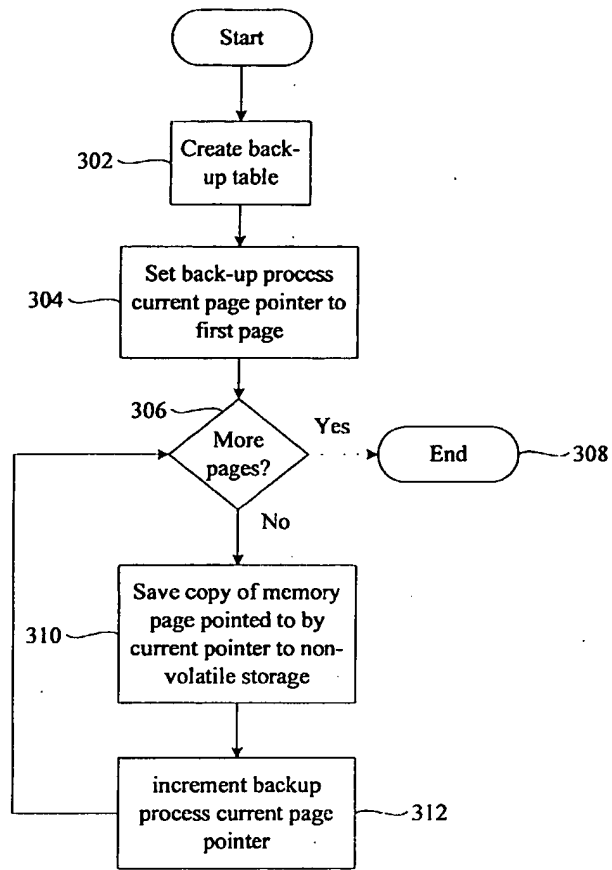 Start
302
Create back-
up table
304
Set back-up process
current page pointer to
first page
306
More
pages?
Yes
End
308
No
310
Save copy of memory
page pointed to by
current pointer to non-
volatile storage
increment backup
process current page
pointer
312